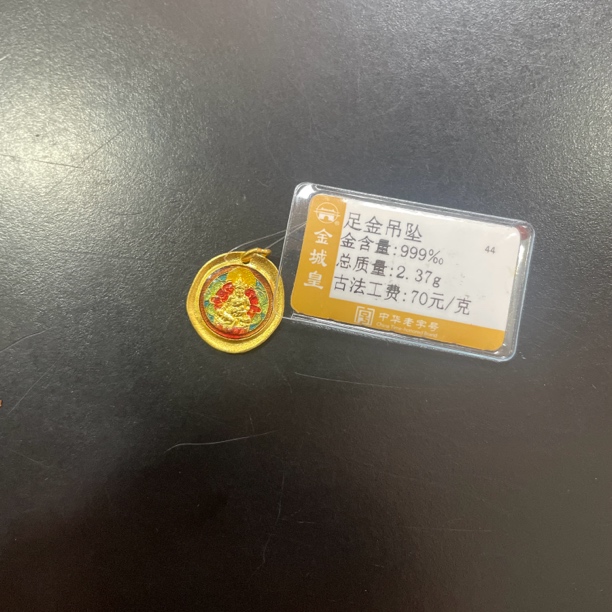 金城皇
足金吊坠
44
金含量:999‰
总质量:2.37g
古法工费:70元/克
中华老字号